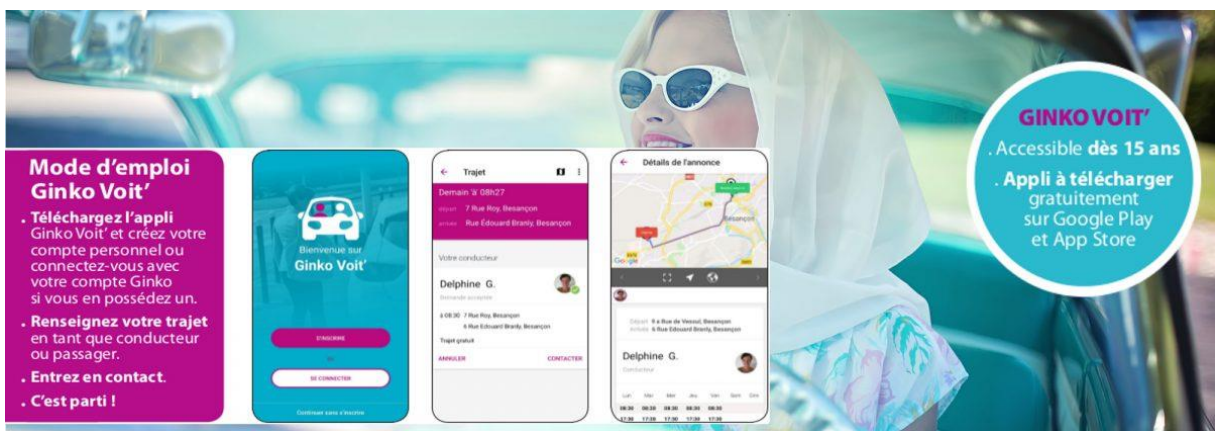 Mode d'emploi
Ginko Voit'
. Téléchargez l'appli
Ginko Voit' et créez votre
compte personnel ou
connectez-vous avec
votre compte Ginko
si vous en possédez un.
. Renseignez votre trajet
en tant que conducteur
ou passager.
. Entrez en contact.
. C'est parti !
Bienvenue sur
Ginko Voit'
S'INSCRIRE
SE CONNECTER
Continuer sans s'inscrire
Trajet
Demain 'à' 08h27
départ 7 Rue Roy, Besançon
arrivée Rue Édouard Branly, Besançon
Votre conducteur
Delphine G.
Demande acceptée
à 08:30 7 Rue Roy, Besançon
6 Rue Edouard Branly, Besançon
Trajet gratuit
ANNULER CONTACTER
Détails de l'annonce
Besançon
Google
Départ 9 a Rue de Vesoul, Besançon
Arrivée 6 Rue Edouard Branly, Besançon
Delphine G.
Conducteur
Lun Mar Mer Jeu Ven Sam Dim
08:30 08:30 08:30 08:30 08:30
17:30 17:30 17:30 17:30 17:30
GINKO VOIT'
. Accessible dès 15 ans
. Appli à télécharger
gratuitement
sur Google Play
et App Store